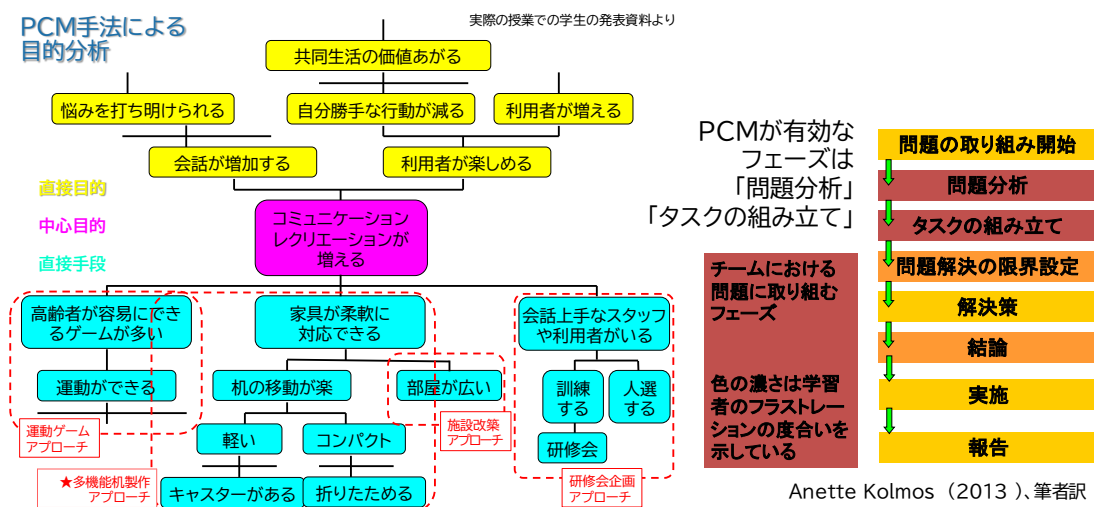 PCM手法による
目的分析
実際の授業での学生の発表資料より
共同生活の価値あがる
悩みを打ち明けられる
自分勝手な行動が減る
利用者が増える
会話が増加する
利用者が楽しめる
直接目的
中心目的
直接手段
コミュニケーション
レクリエーションが
増える
高齢者が容易にでき
るゲームが多い
家具が柔軟に
対応できる
会話上手なスタッフ
や利用者がいる
運動ができる
机の移動が楽
部屋が広い
訓練
する
人選
する
運動ゲーム
アプローチ
軽い
コンパクト
施設改築
アプローチ
研修会
★多機能机製作
アプローチ
キャスターがある
折りたためる
研修会企画
アプローチ
PCMが有効な
フェーズは
「問題分析」
「タスクの組み立て」
チームにおける
問題に取り組む
フェーズ
色の濃さは学習
者のフラストレー
ションの度合いを
示している
問題の取り組み開始
問題分析
タスクの組み立て
問題解決の限界設定
解決策
結論
実施
報告
Anette Kolmos （2013 ）、筆者訳